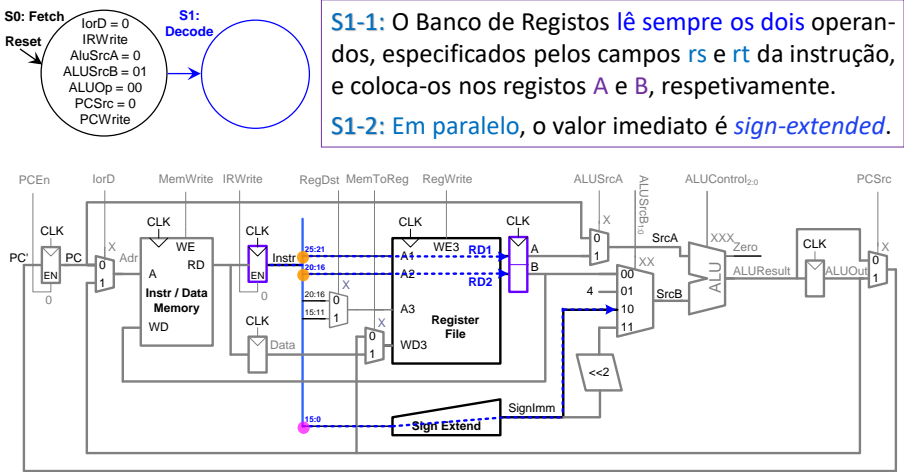 S0: Fetch
Reset
IorD = 0
IRWrite
AluSrcA = 0
ALUSrcB = 01
ALUOp = 00
PCSrc = 0
PCWrite
S1:
Decode
S1-1: O Banco de Registos lê sempre os dois operan-
dos, especificados pelos campos rs e rt da instrução,
e coloca-os nos registos A e B, respetivamente.
S1-2: Em paralelo, o valor imediato é sign-extended.
PCEn
IorD
MemWrite
IRWrite
RegDst
MemToReg
RegWrite
ALUSrcA
ALUSrcB1:0
ALUControl2:0
PCSrc
CLK
PC'
PC
EN
0
X
0
1
Adr
CLK
WE
A
RD
Instr / Data
Memory
WD
CLK
EN
0
Instr
CLK
Data
25:21
20:16
20:16
15:11
X
0
1
X
0
1
CLK
WE3
A1
A2
A3
WD3
RD1
RD2
Register
File
CLK
A
B
X
0
1
SrcA
XX
4
00
01
10
11
SrcB
<<2
XXX
ALU
Zero
ALUResult
CLK
ALUOut
X
0
1
15:0
Sign Extend
SignImm